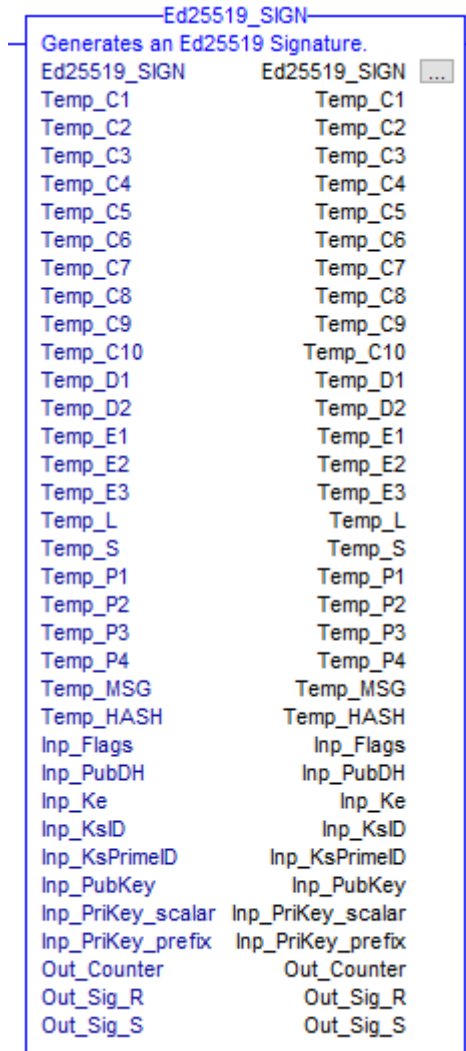 Ed25519_SIGN
Generates an Ed25519 Signature.
Ed25519_SIGN Ed25519_SIGN ...
Temp_C1 Temp_C1
Temp_C2 Temp_C2
Temp_C3 Temp_C3
Temp_C4 Temp_C4
Temp_C5 Temp_C5
Temp_C6 Temp_C6
Temp_C7 Temp_C7
Temp_C8 Temp_C8
Temp_C9 Temp_C9
Temp_C10 Temp_C10
Temp_D1 Temp_D1
Temp_D2 Temp_D2
Temp_E1 Temp_E1
Temp_E2 Temp_E2
Temp_E3 Temp_E3
Temp_L Temp_L
Temp_S Temp_S
Temp_P1 Temp_P1
Temp_P2 Temp_P2
Temp_P3 Temp_P3
Temp_P4 Temp_P4
Temp_MSG Temp_MSG
Temp_HASH Temp_HASH
Inp_Flags Inp_Flags
Inp_PubDH Inp_PubDH
Inp_Ke Inp_Ke
Inp_KsID Inp_KsID
Inp_KsPrimeID Inp_KsPrimeID
Inp_PubKey Inp_PubKey
Inp_PriKey_scalar Inp_PriKey_scalar
Inp_PriKey_prefix Inp_PriKey_prefix
Out_Counter Out_Counter
Out_Sig_R Out_Sig_R
Out_Sig_S Out_Sig_S